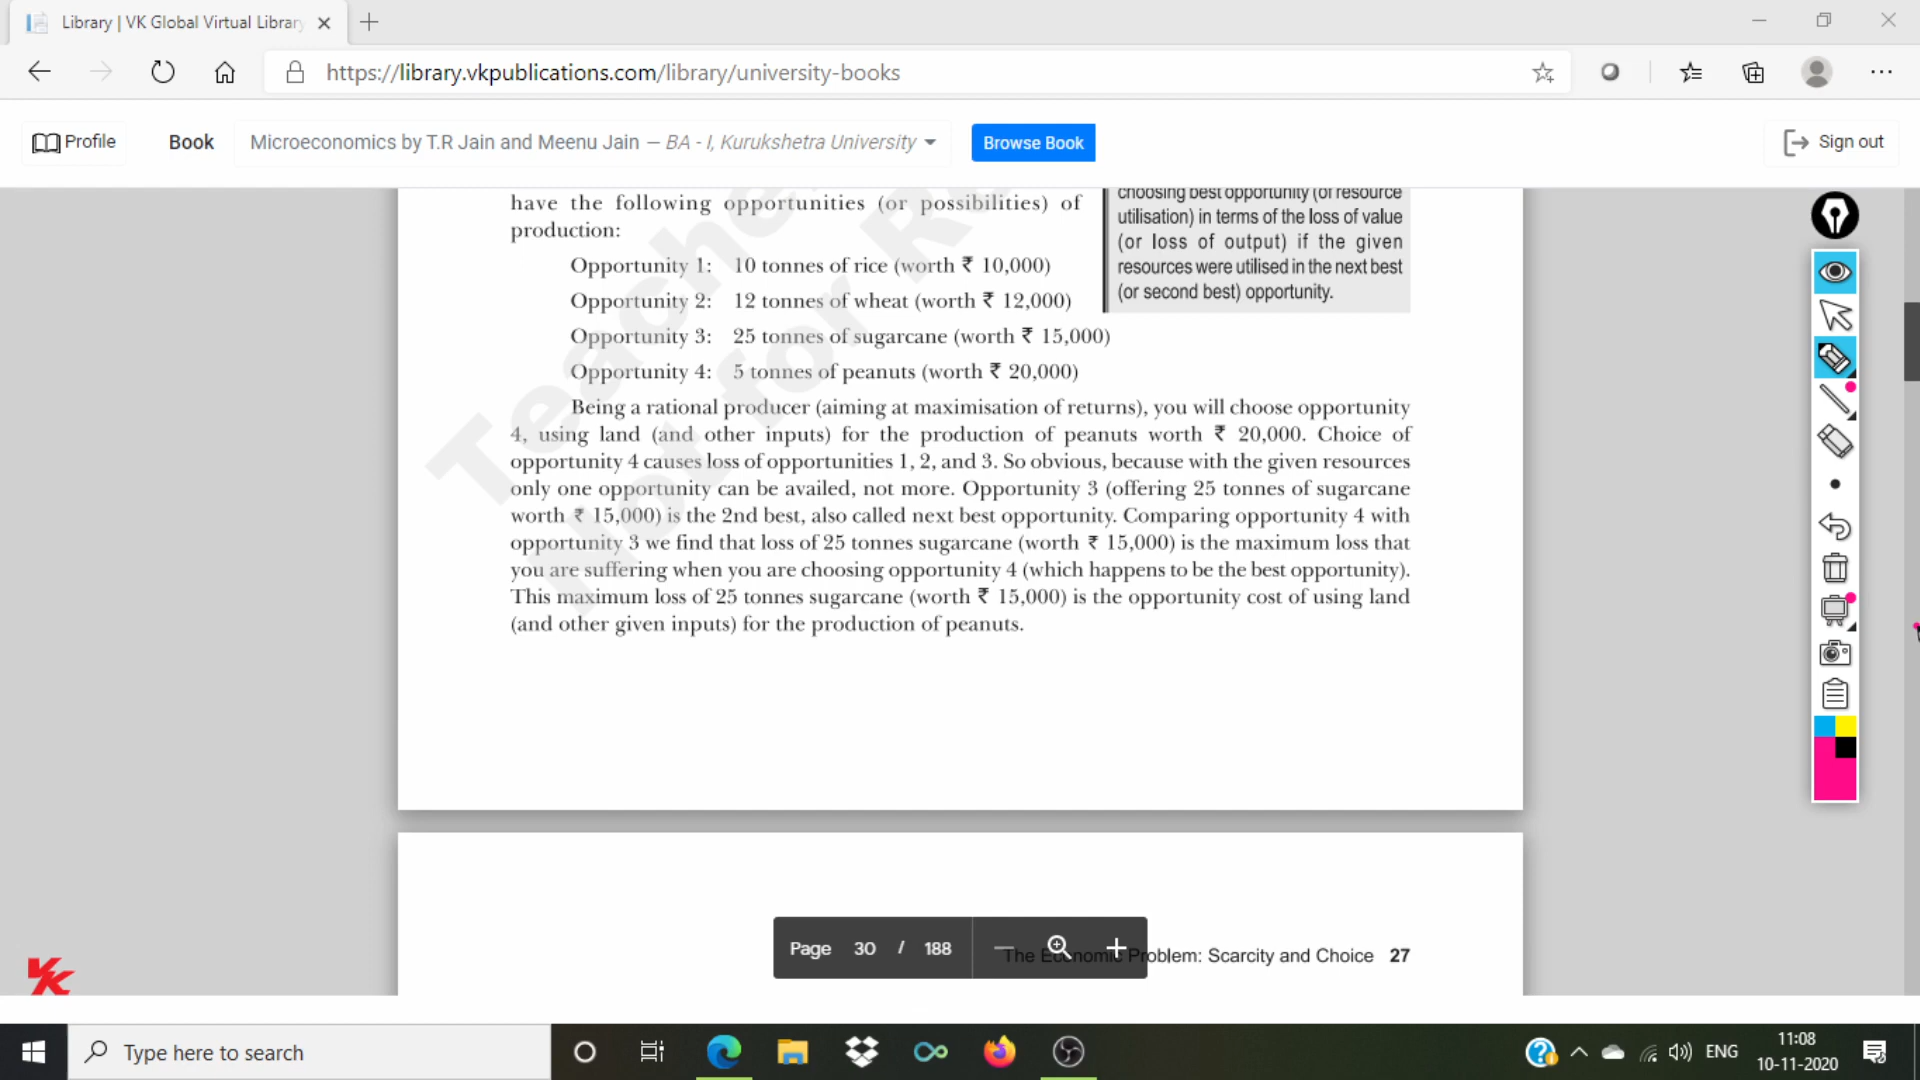 Library | VK Global Virtual Library
https://library.vkpublications.com/library/university-books
Profile
Book
Microeconomics by T.R Jain and Meenu Jain — BA - I, Kurukshetra University
Browse Book
Sign out
have the following opportunities (or possibilities) of
production:
Opportunity 1: 10 tonnes of rice (worth ₹ 10,000)
Opportunity 2: 12 tonnes of wheat (worth ₹ 12,000)
Opportunity 3: 25 tonnes of sugarcane (worth ₹ 15,000)
Opportunity 4: 5 tonnes of peanuts (worth ₹ 20,000)
choosing best opportunity (of resource
utilisation) in terms of the loss of value
(or loss of output) if the given
resources were utilised in the next best
(or second best) opportunity.
Being a rational producer (aiming at maximisation of returns), you will choose opportunity
4, using land (and other inputs) for the production of peanuts worth ₹ 20,000. Choice of
opportunity 4 causes loss of opportunities 1, 2, and 3. So obvious, because with the given resources
only one opportunity can be availed, not more. Opportunity 3 (offering 25 tonnes of sugarcane
worth ₹ 15,000) is the 2nd best, also called next best opportunity. Comparing opportunity 4 with
opportunity 3 we find that loss of 25 tonnes sugarcane (worth ₹ 15,000) is the maximum loss that
you are suffering when you are choosing opportunity 4 (which happens to be the best opportunity).
This maximum loss of 25 tonnes sugarcane (worth ₹ 15,000) is the opportunity cost of using land
(and other given inputs) for the production of peanuts.
Page 30 / 188
The Economic Problem: Scarcity and Choice 27
VK
Type here to search
ENG
11:08
10-11-2020